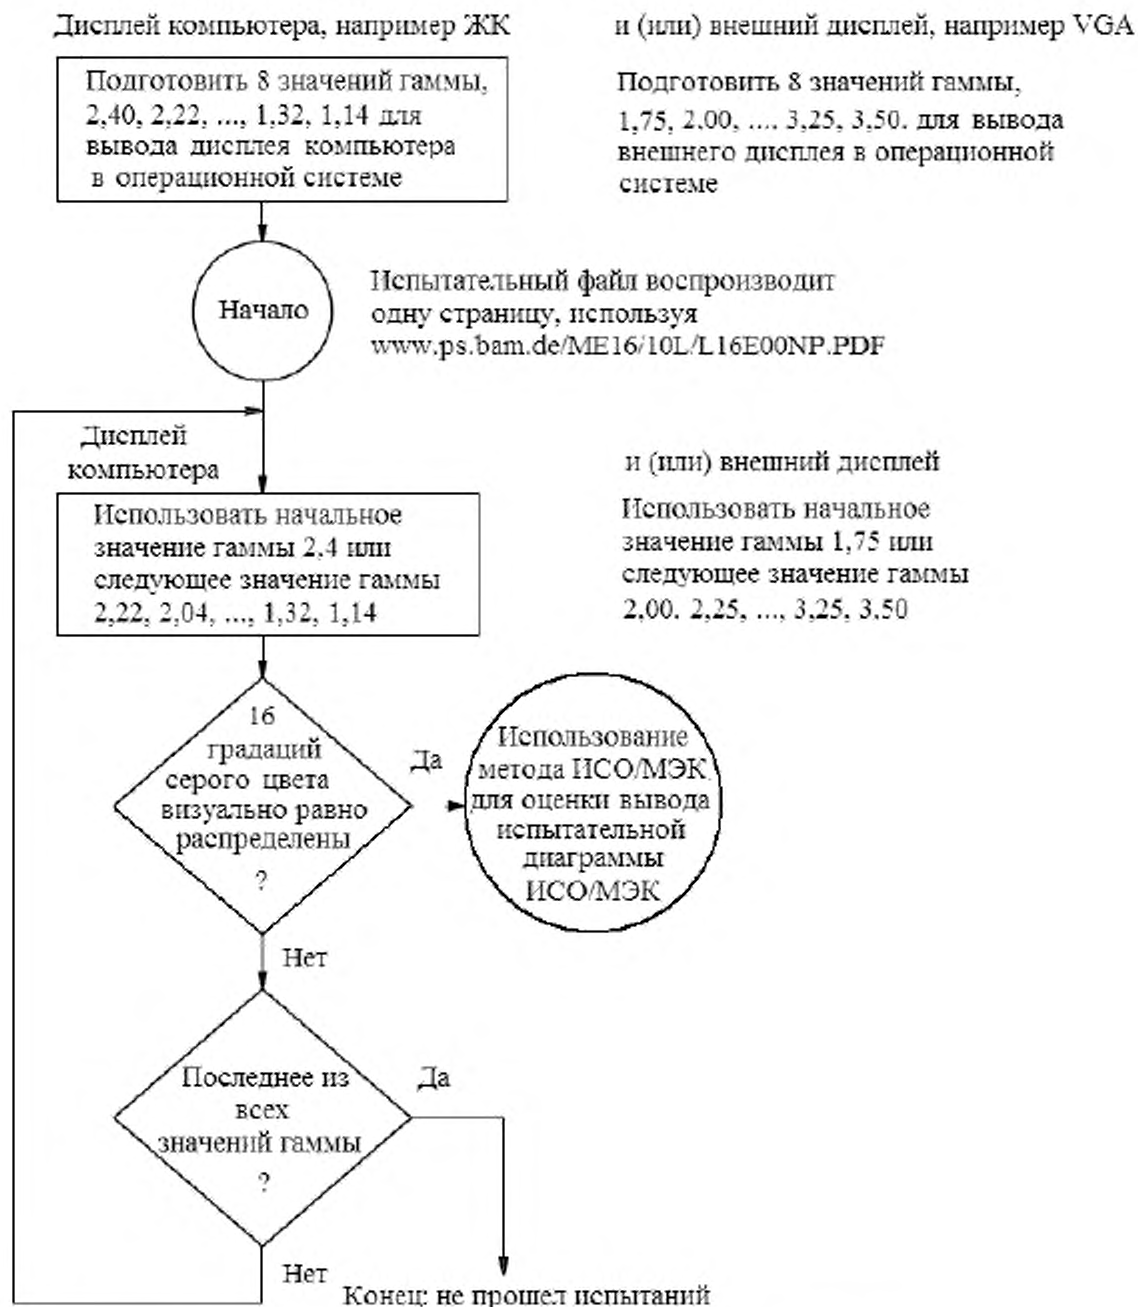 Дисплей компьютера, например ЖК
и (или) внешний дисплей, например VGA
Подготовить 8 значений гаммы,
2,40, 2,22, ..., 1,32, 1,14 для
вывода дисплея компьютера
в операционной системе
Подготовить 8 значений гаммы,
1,75, 2,00, .... 3,25, 3,50. для вывода
внешнего дисплея в операционной
системе
Начало
Испытательный файл воспроизводит
одну страницу, используя
www.ps.bam.de/ME16/10L/L16E00NP.PDF
Дисплей
компьютера
и (или) внешний дисплей
Использовать начальное
значение гаммы 2,4 или
следующее значение гаммы
2,22, 2,04, ..., 1,32, 1,14
Использовать начальное
значение гаммы 1,75 или
следующее значение гаммы
2,00. 2,25, ..., 3,25, 3,50
16
градаций
серого цвета
визуально равно
распределены
?
Да
Использование
метода ИСО/МЭК
для оценки вывода
испытательной
диаграммы
ИСО/МЭК
Нет
Последнее из
всех
значений гаммы
?
Да
Нет
Конец: не прошел испытаний